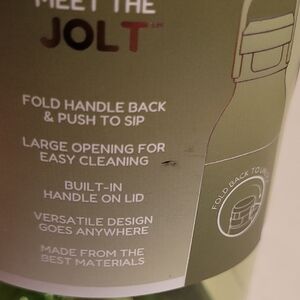 MEET THE
JOLT
FOLD HANDLE BACK
& PUSH TO SIP
LARGE OPENING FOR
EASY CLEANING
BUILT-IN
HANDLE ON LID
VERSATILE DESIGN
GOES ANYWHERE
MADE FROM THE
BEST MATERIALS
FOLD BACK TO